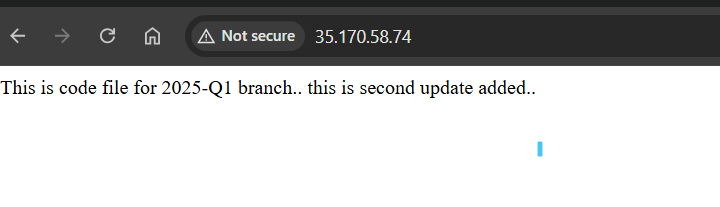 Not secure 35.170.58.74
This is code file for 2025-Q1 branch.. this is second update added..